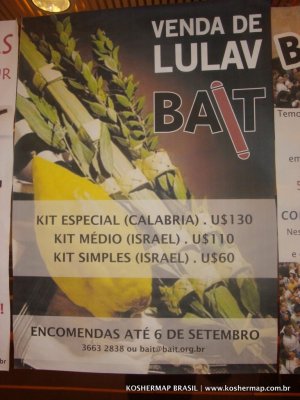 VENDA DE
LULAV
BAIT
KIT ESPECIAL (CALABRIA) . U$130
KIT MÉDIO (ISRAEL) . U$110
KIT SIMPLES (ISRAEL) . U$60
ENCOMENDAS ATÉ 6 DE SETEMBRO
3663 2838 ou bait@bait.org.br
KOSHERMAP BRASIL | www.koshermap.com.br